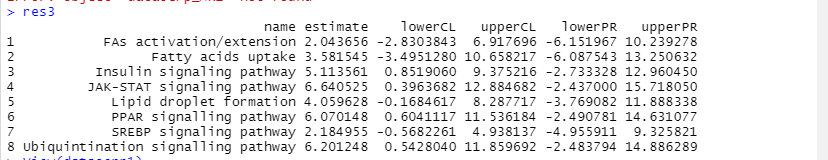 > res3
name estimate lowerCL upperCL lowerPR upperPR
1 FAs activation/extension 2.043656 -2.8303843 6.917696 -6.151967 10.239278
2 Fatty acids uptake 3.581545 -3.4951280 10.658217 -6.087543 13.250632
3 Insulin signaling pathway 5.113561 0.8519060 9.375216 -2.733328 12.960450
4 JAK-STAT signaling pathway 6.640525 0.3963682 12.884682 -2.437000 15.718050
5 Lipid droplet formation 4.059628 -0.1684617 8.287717 -3.769082 11.888338
6 PPAR signalling pathway 6.070148 0.6041117 11.536184 -2.490781 14.631077
7 SREBP signaling pathway 2.184955 -0.5682261 4.938137 -4.955911 9.325821
8 Ubiquintination signalling pathway 6.201248 0.5428040 11.859692 -2.483794 14.886289